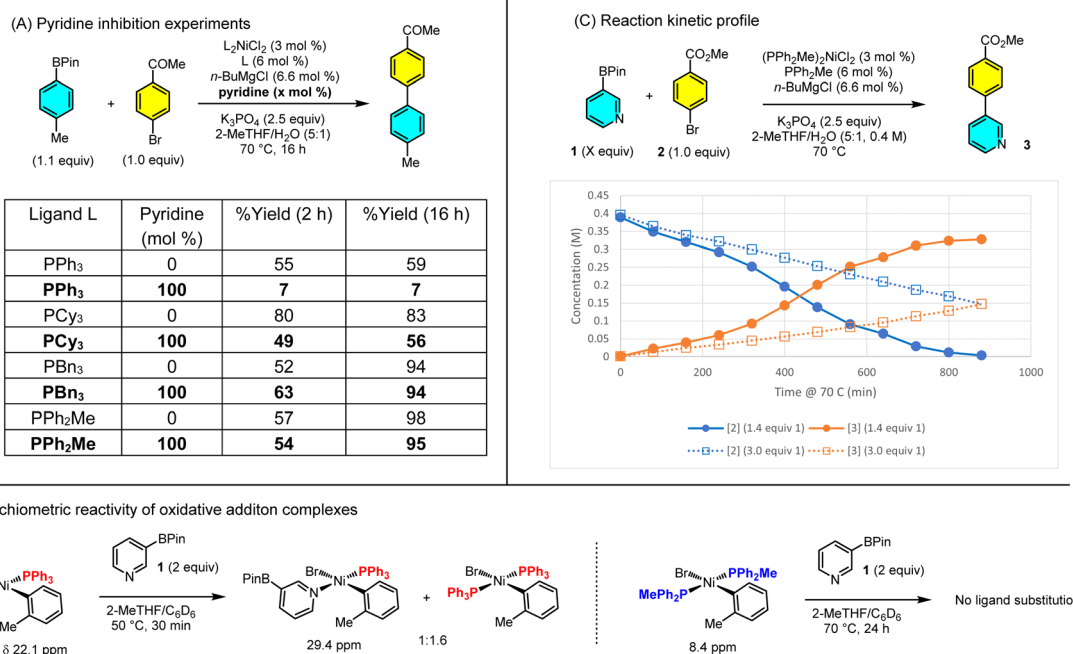 (A) Pyridine inhibition experiments
BPin
Me
(1.1 equiv)
+
COMe
Br
(1.0 equiv)
L2NiCl2 (3 mol %)
L (6 mol %)
n-BuMgCl (6.6 mol %)
pyridine (x mol %)
K3PO4 (2.5 equiv)
2-MeTHF/H2O (5:1)
70 °C, 16 h
COMe
Me
Ligand L Pyridine (mol %) %Yield (2 h) %Yield (16 h)
PPh3 0 55 59
PPh3 100 7 7
PCy3 0 80 83
PCy3 100 49 56
PBn3 0 52 94
PBn3 100 63 94
PPh2Me 0 57 98
PPh2Me 100 54 95
(C) Reaction kinetic profile
BPin
N
1 (X equiv)
+
CO2Me
Br
2 (1.0 equiv)
(PPh2Me)2NiCl2 (3 mol %)
PPh2Me (6 mol %)
n-BuMgCl (6.6 mol %)
K3PO4 (2.5 equiv)
2-MeTHF/H2O (5:1, 0.4 M)
70 °C
CO2Me
N
3
Concentation (M)
0.45
0.4
0.35
0.3
0.25
0.2
0.15
0.1
0.05
0
0 200 400 600 800 1000
Time @ 70 C (min)
[2] (1.4 equiv 1) [3] (1.4 equiv 1)
[2] (3.0 equiv 1) [3] (3.0 equiv 1)
chiometric reactivity of oxidative additon complexes
Ni
PPh3
Me
δ 22.1 ppm
BPin
N
1 (2 equiv)
2-MeTHF/C6D6
50 °C, 30 min
PinB
N
Br
Ni
PPh3
Me
29.4 ppm
+
1:1.6
Br
Ni
PPh3
Ph3P
Me
Br
Ni
PPh2Me
MePh2P
Me
8.4 ppm
BPin
N
1 (2 equiv)
2-MeTHF/C6D6
70 °C, 24 h
No ligand substitutio